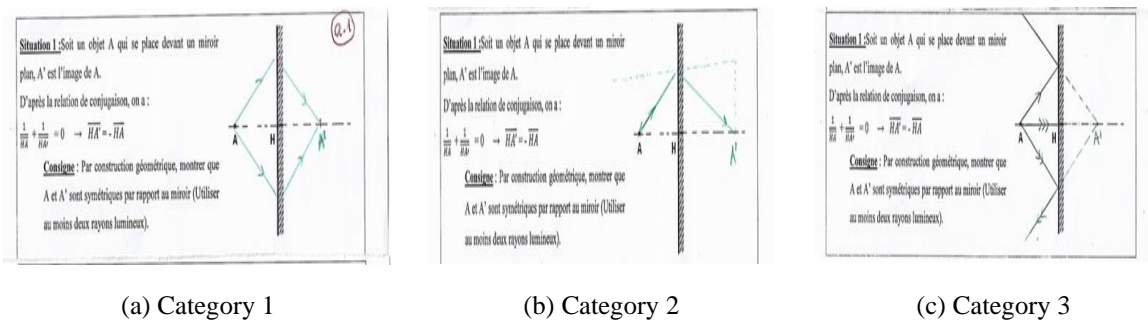 a.1
Situation 1 :Soit un objet A qui se place devant un miroir
plan, A' est l'image de A.
D'après la relation de conjugaison, on a :
1/HA + 1/HA' = 0 → HA' = - HA
Consigne : Par construction géométrique, montrer que
A et A' sont symétriques par rapport au miroir (Utiliser
au moins deux rayons lumineux).
A
H
A'
(a) Category 1
Situation 1 :Soit un objet A qui se place devant un miroir
plan, A' est l'image de A.
D'après la relation de conjugaison, on a :
1/HA + 1/HA' = 0 → HA' = - HA
Consigne : Par construction géométrique, montrer que
A et A' sont symétriques par rapport au miroir (Utiliser
au moins deux rayons lumineux).
A
H
A'
(b) Category 2
Situation 1 :Soit un objet A qui se place devant un miroir
plan, A' est l'image de A.
D'après la relation de conjugaison, on a :
1/HA + 1/HA' = 0 → HA' = - HA
Consigne : Par construction géométrique, montrer que
A et A' sont symétriques par rapport au miroir (Utiliser
au moins deux rayons lumineux).
A
H
A'
(c) Category 3